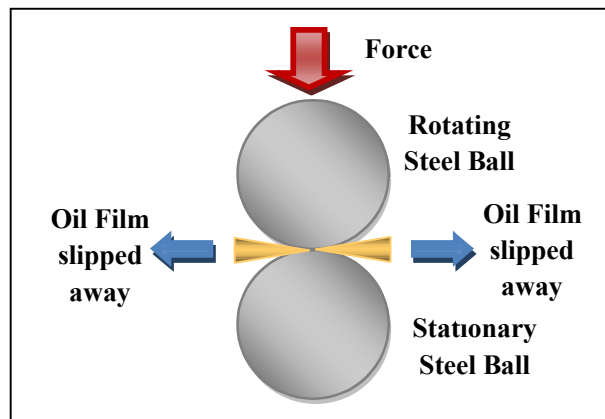 Force
Rotating
Steel Ball
Oil Film
slipped
away
Oil Film
slipped
away
Stationary
Steel Ball